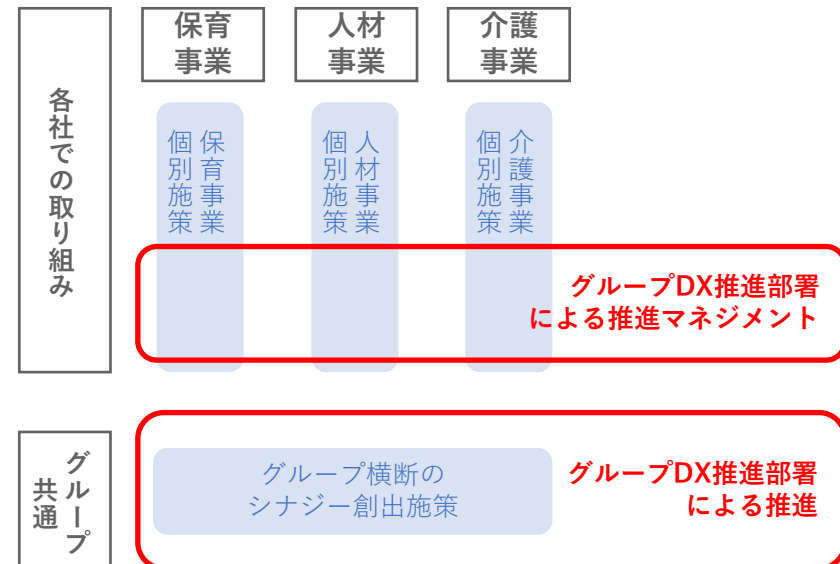 保育
事業
人材
事業
介護
事業
各社での取り組み
保育事業
個別施策
人材事業
個別施策
介護事業
個別施策
グループDX推進部署
による推進マネジメント
グループ
共通
グループ横断の
シナジー創出施策
グループDX推進部署
による推進